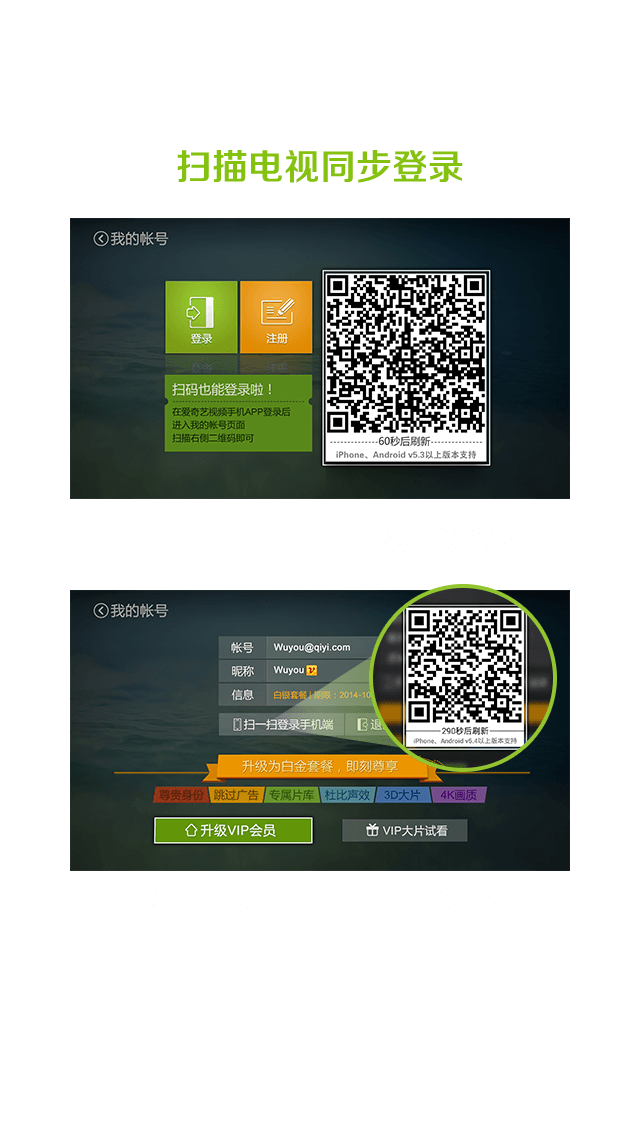 扫描电视同步登录
我的帐号
登录
注册
扫码也能登录啦！
在爱奇艺视频手机APP登录后
进入我的帐号页面
扫描右侧二维码即可
60秒后刷新
iPhone、Android v5.3以上版本支持
我的帐号
帐号 Wuyou@qiyi.com
昵称 Wuyou
信息 白银套餐 | 期限：2014-10
扫一扫登录手机端
290秒后刷新
iPhone、Android v5.4以上版本支持
升级为白金套餐，即刻尊享
尊贵身份 跳过广告 专属片库 杜比声效 3D大片 4K画质
升级VIP会员
VIP大片试看